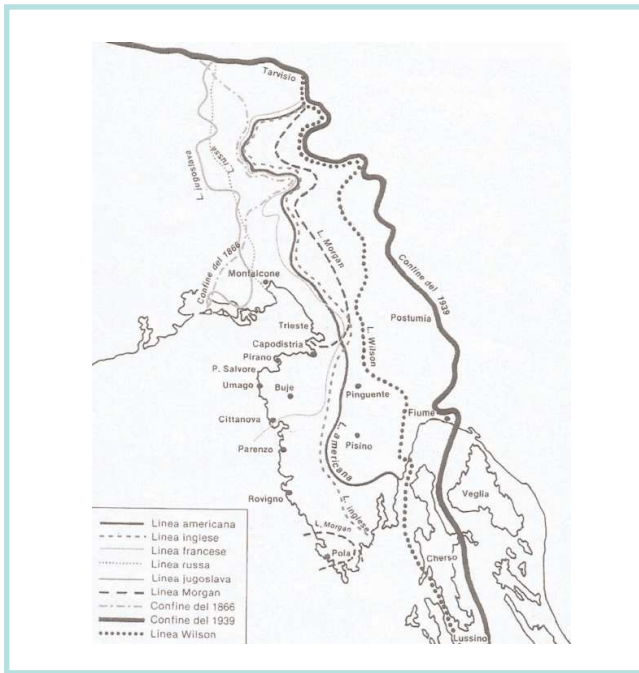 Tarvisio
L. russa
L. jugoslava
Confine del 1866
L. Morgan
Confine del 1939
Monfalcone
Trieste
Postumia
Capodistria
L. Wilson
Pirano
P. Salvore
Umago
Buje
Pinguente
Fiume
Cittanova
Pisino
L. americana
Parenzo
Rovigno
L. inglese
Veglia
L. Morgan
Pola
Cherso
Lussino
Linea americana
Linea inglese
Linea francese
Linea russa
Linea jugoslava
Linea Morgan
Confine del 1866
Confine del 1939
Linea Wilson